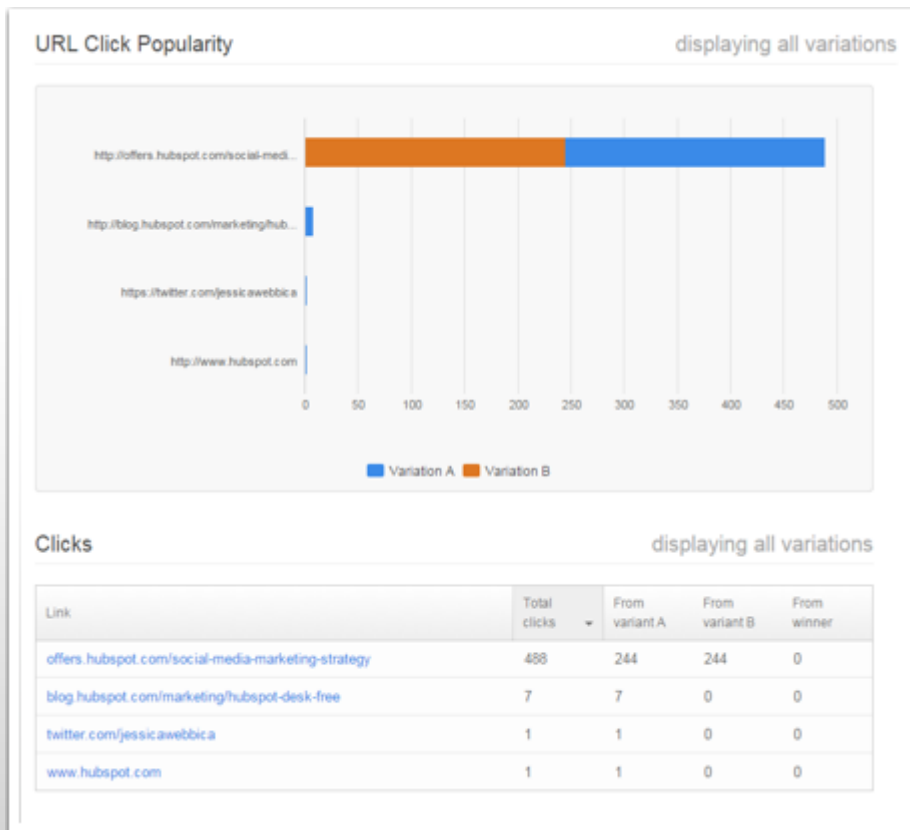 URL Click Popularity displaying all variations
http://offers.hubspot.com/social-medi...
http://blog.hubspot.com/marketing/hub...
https://twitter.com/jessicawebbica
http://www.hubspot.com
0 50 100 150 200 250 300 350 400 450 500
Variation A Variation B
Clicks displaying all variations
Link Total clicks From variant A From variant B From winner
offers.hubspot.com/social-media-marketing-strategy 488 244 244 0
blog.hubspot.com/marketing/hubspot-desk-free 7 7 0 0
twitter.com/jessicawebbica 1 1 0 0
www.hubspot.com 1 1 0 0